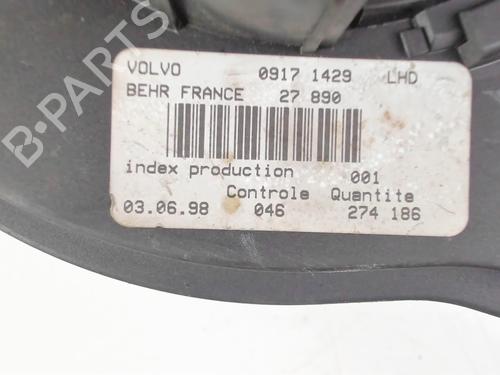 VOLVO 0917 1429 LHD
BEHR FRANCE 27 890
index production 001
Controle Quantite
03.06.98 046 274 186
B-PARTS